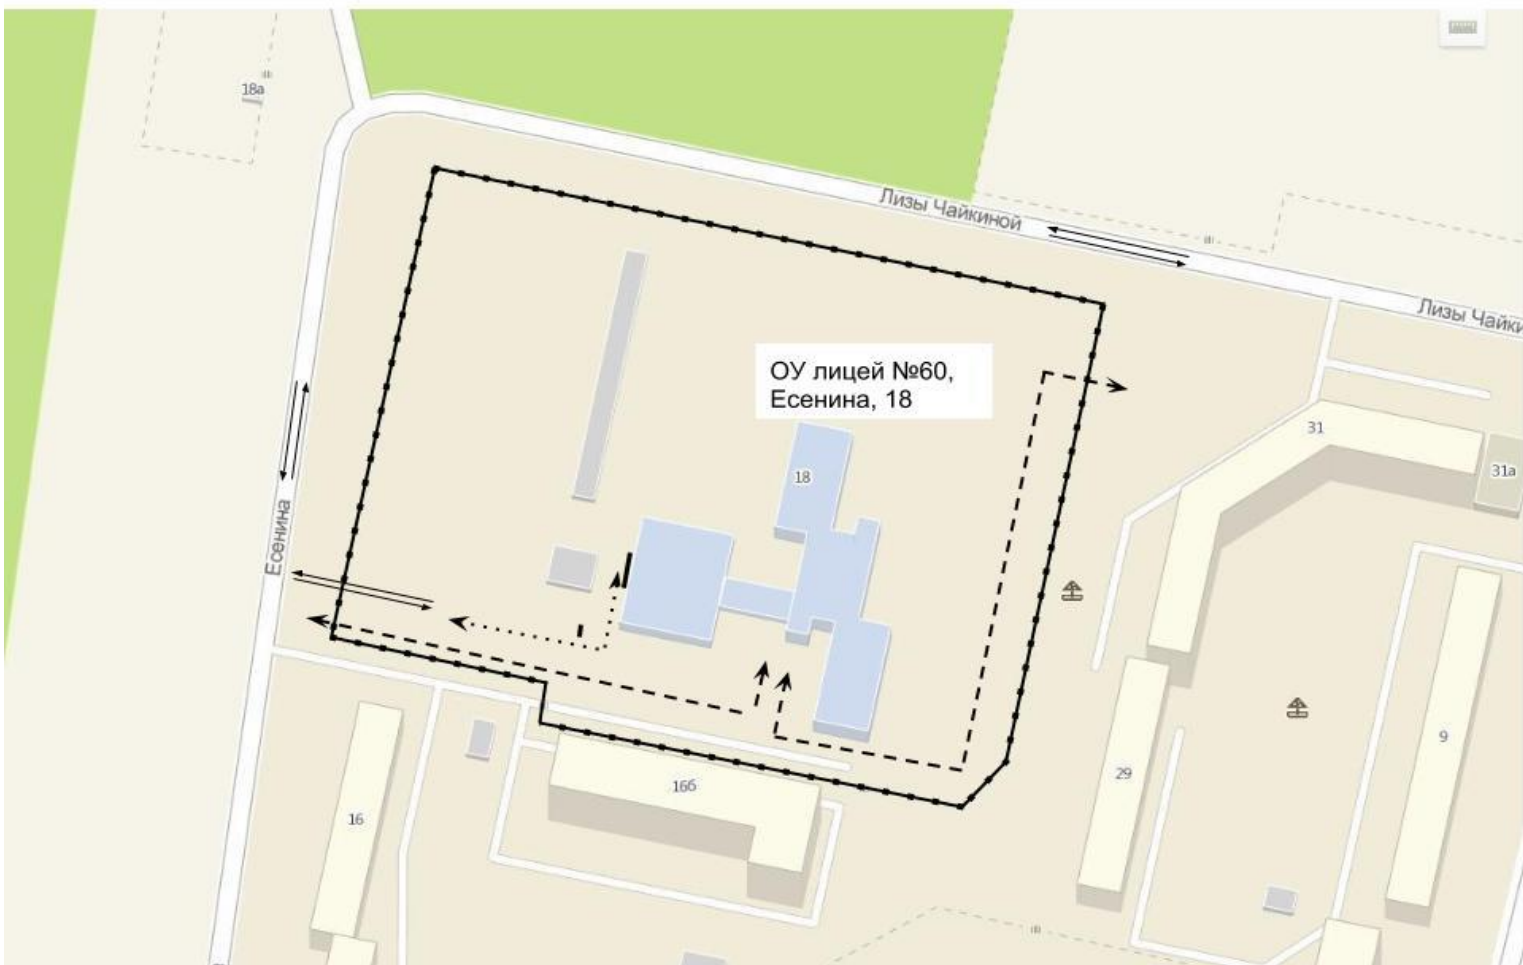 18а
Лизы Чайкиной
Лизы Чайки
ОУ лицей №60,
Есенина, 18
31
31а
18
Есенина
9
29
16б
16